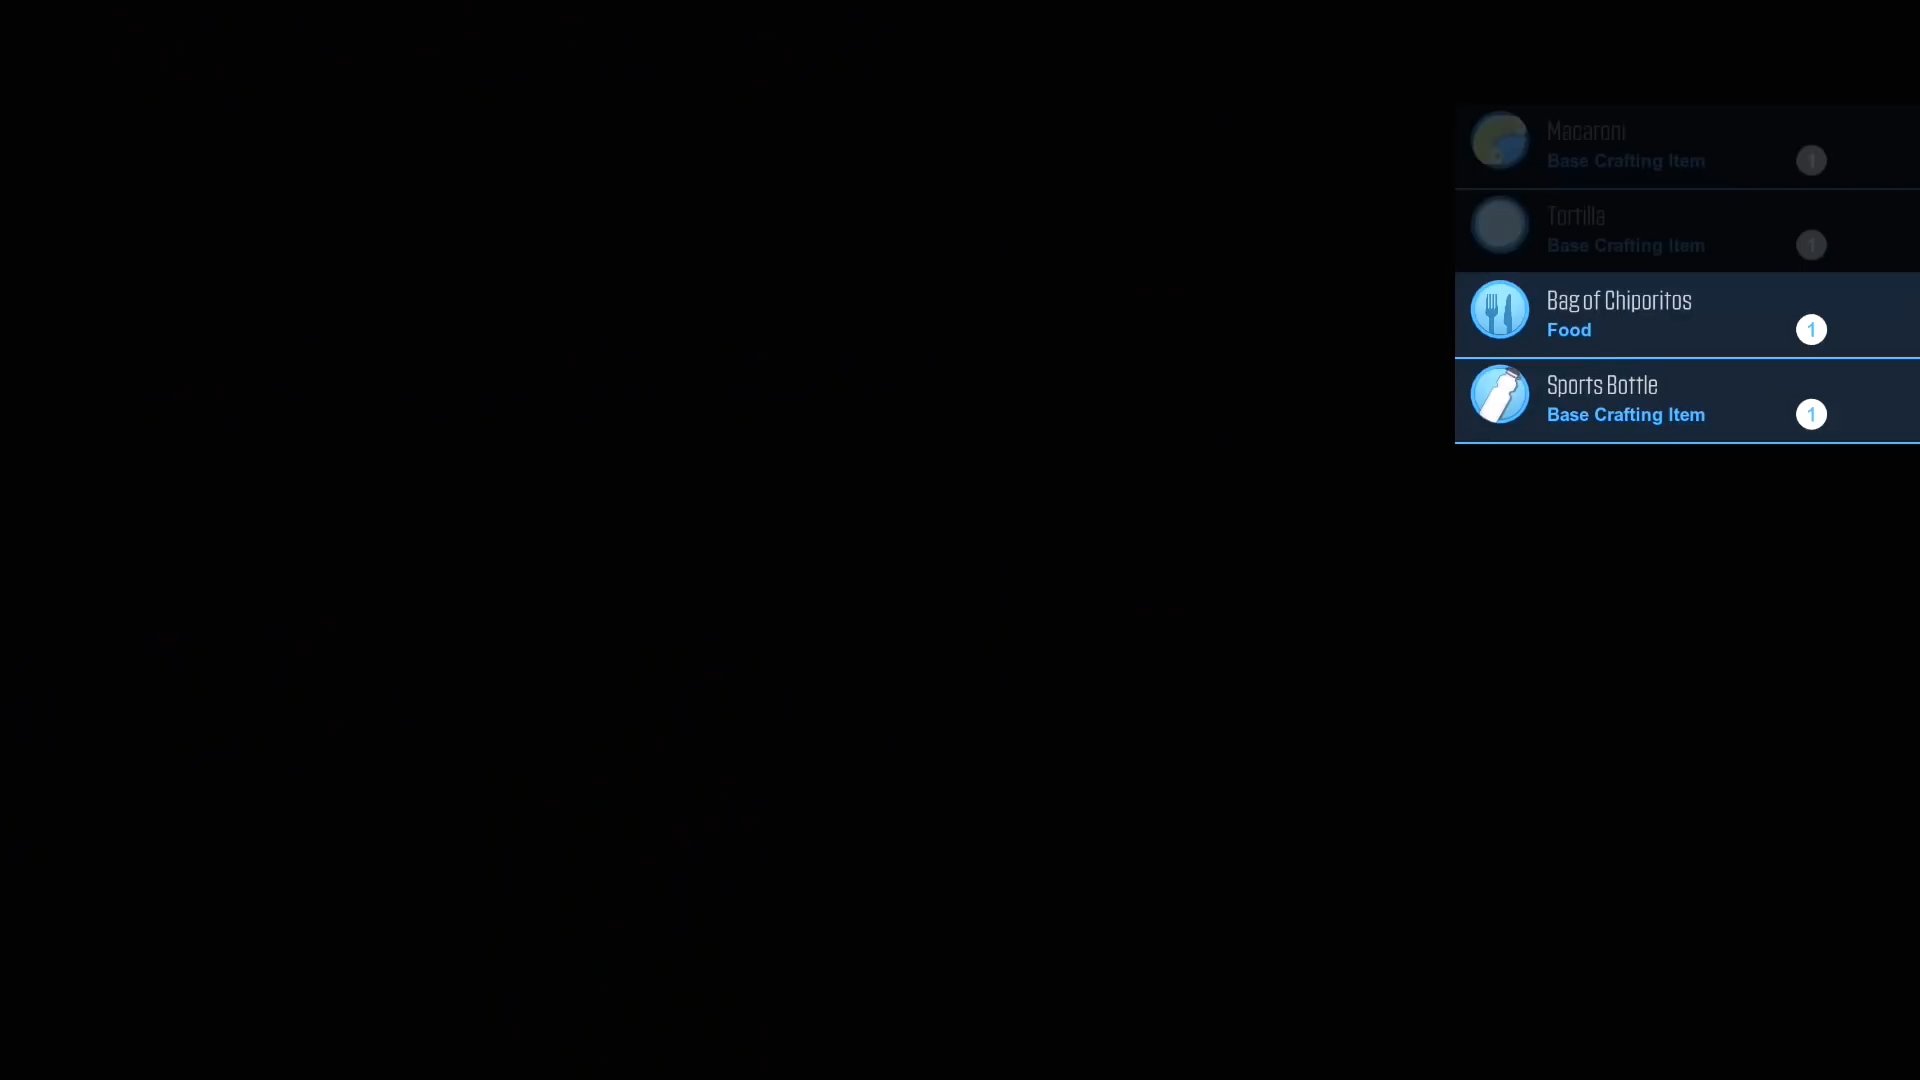 Macaroni
Base Crafting Item
1
Tortilla
Base Crafting Item
1
Bag of Chiporitos
Food
1
Sports Bottle
Base Crafting Item
1